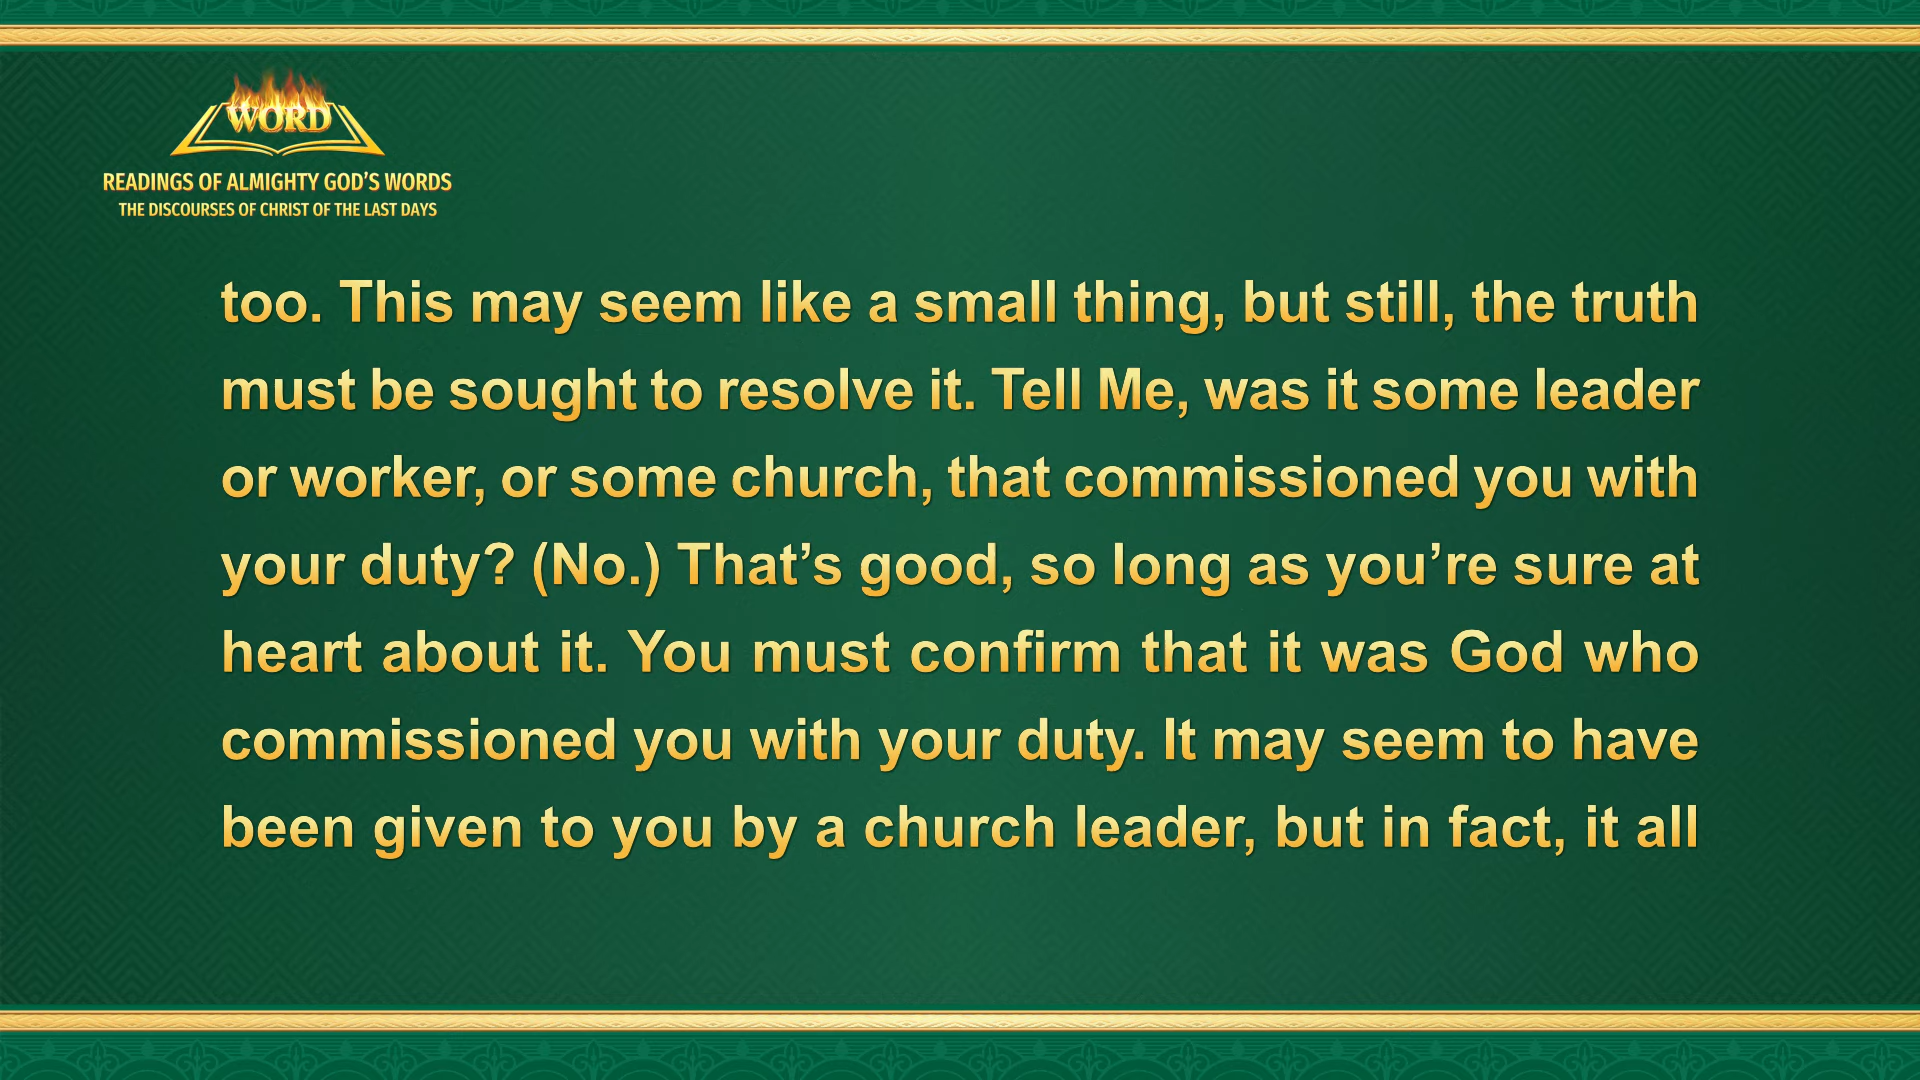 WORD
READINGS OF ALMIGHTY GOD’S WORDS
THE DISCOURSES OF CHRIST OF THE LAST DAYS
too. This may seem like a small thing, but still, the truth
must be sought to resolve it. Tell Me, was it some leader
or worker, or some church, that commissioned you with
your duty? (No.) That’s good, so long as you’re sure at
heart about it. You must confirm that it was God who
commissioned you with your duty. It may seem to have
been given to you by a church leader, but in fact, it all